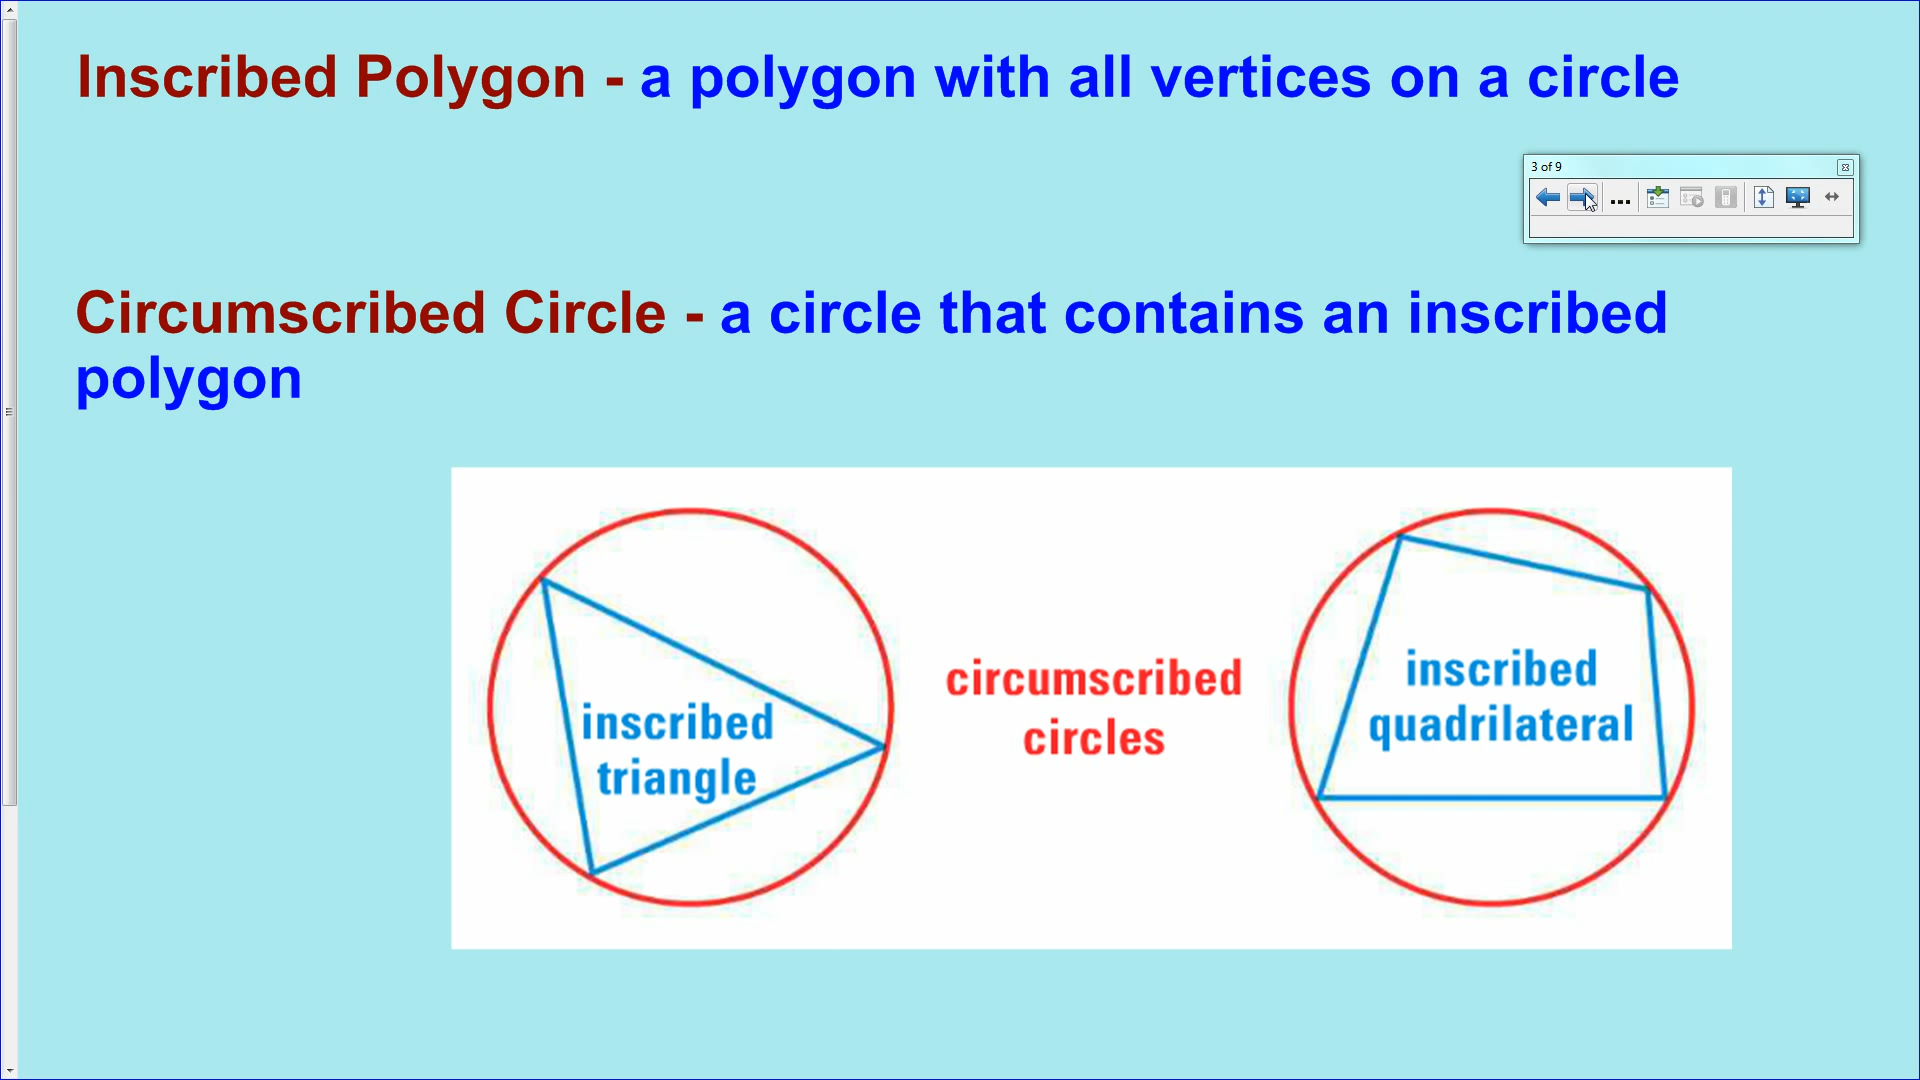 Inscribed Polygon - a polygon with all vertices on a circle
3 of 9
Circumscribed Circle - a circle that contains an inscribed
polygon
inscribed
triangle
circumscribed
circles
inscribed
quadrilateral